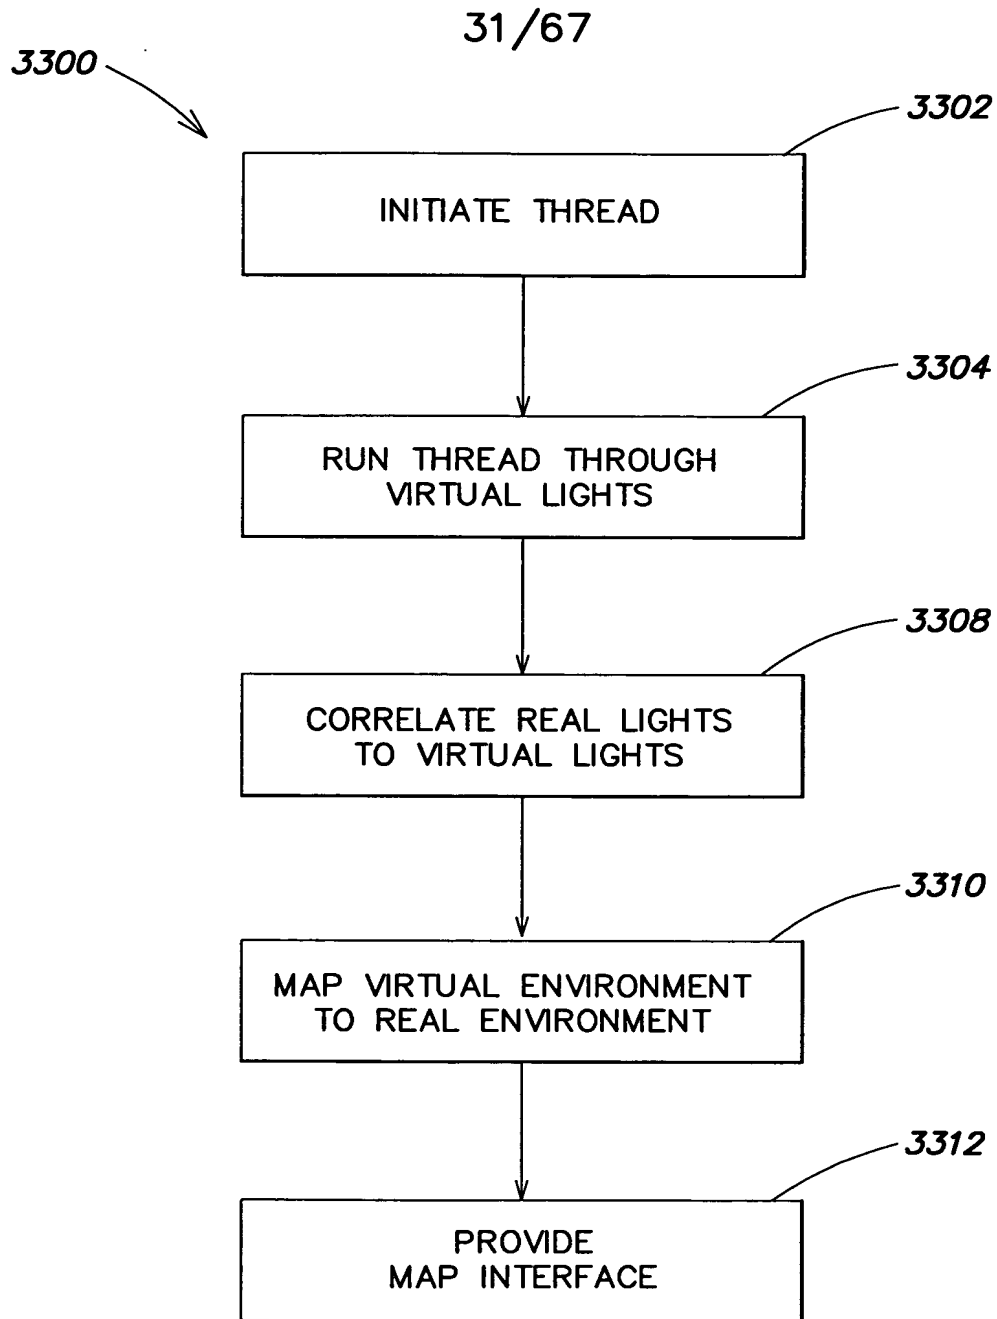 31/67
3300
3302
INITIATE THREAD
3304
RUN THREAD THROUGH
VIRTUAL LIGHTS
3308
CORRELATE REAL LIGHTS
TO VIRTUAL LIGHTS
3310
MAP VIRTUAL ENVIRONMENT
TO REAL ENVIRONMENT
3312
PROVIDE
MAP INTERFACE